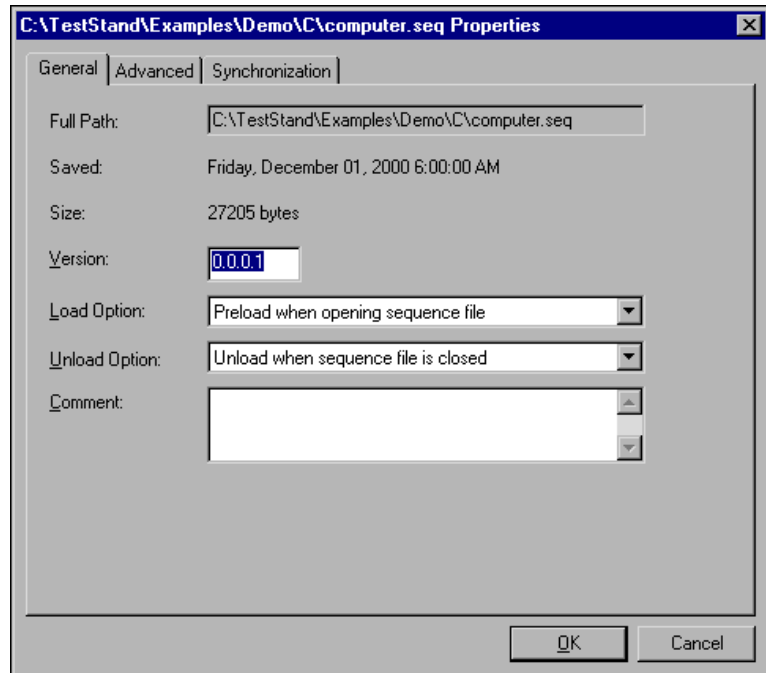 C:\TestStand\Examples\Demo\C\computer.seq Properties
General Advanced Synchronization
Full Path: C:\TestStand\Examples\Demo\C\computer.seq
Saved: Friday, December 01, 2000 6:00:00 AM
Size: 27205 bytes
Version: 0.0.0.1
Load Option: Preload when opening sequence file
Unload Option: Unload when sequence file is closed
Comment:
OK Cancel